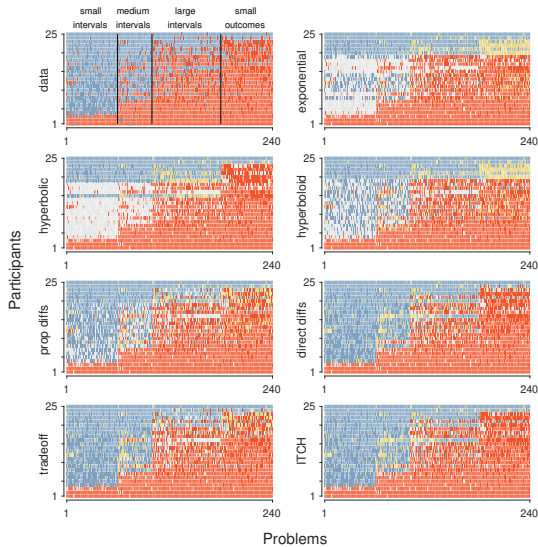 small medium large small
intervals intervals intervals outcomes
25
data
1
1 240
25
exponential
1
1 240
25
hyperbolic
1
1 240
25
hyperboloid
1
1 240
Participants
25
prop diffs
1
1 240
25
direct diffs
1
1 240
25
tradeoff
1
1 240
25
ITCH
1
1 240
Problems